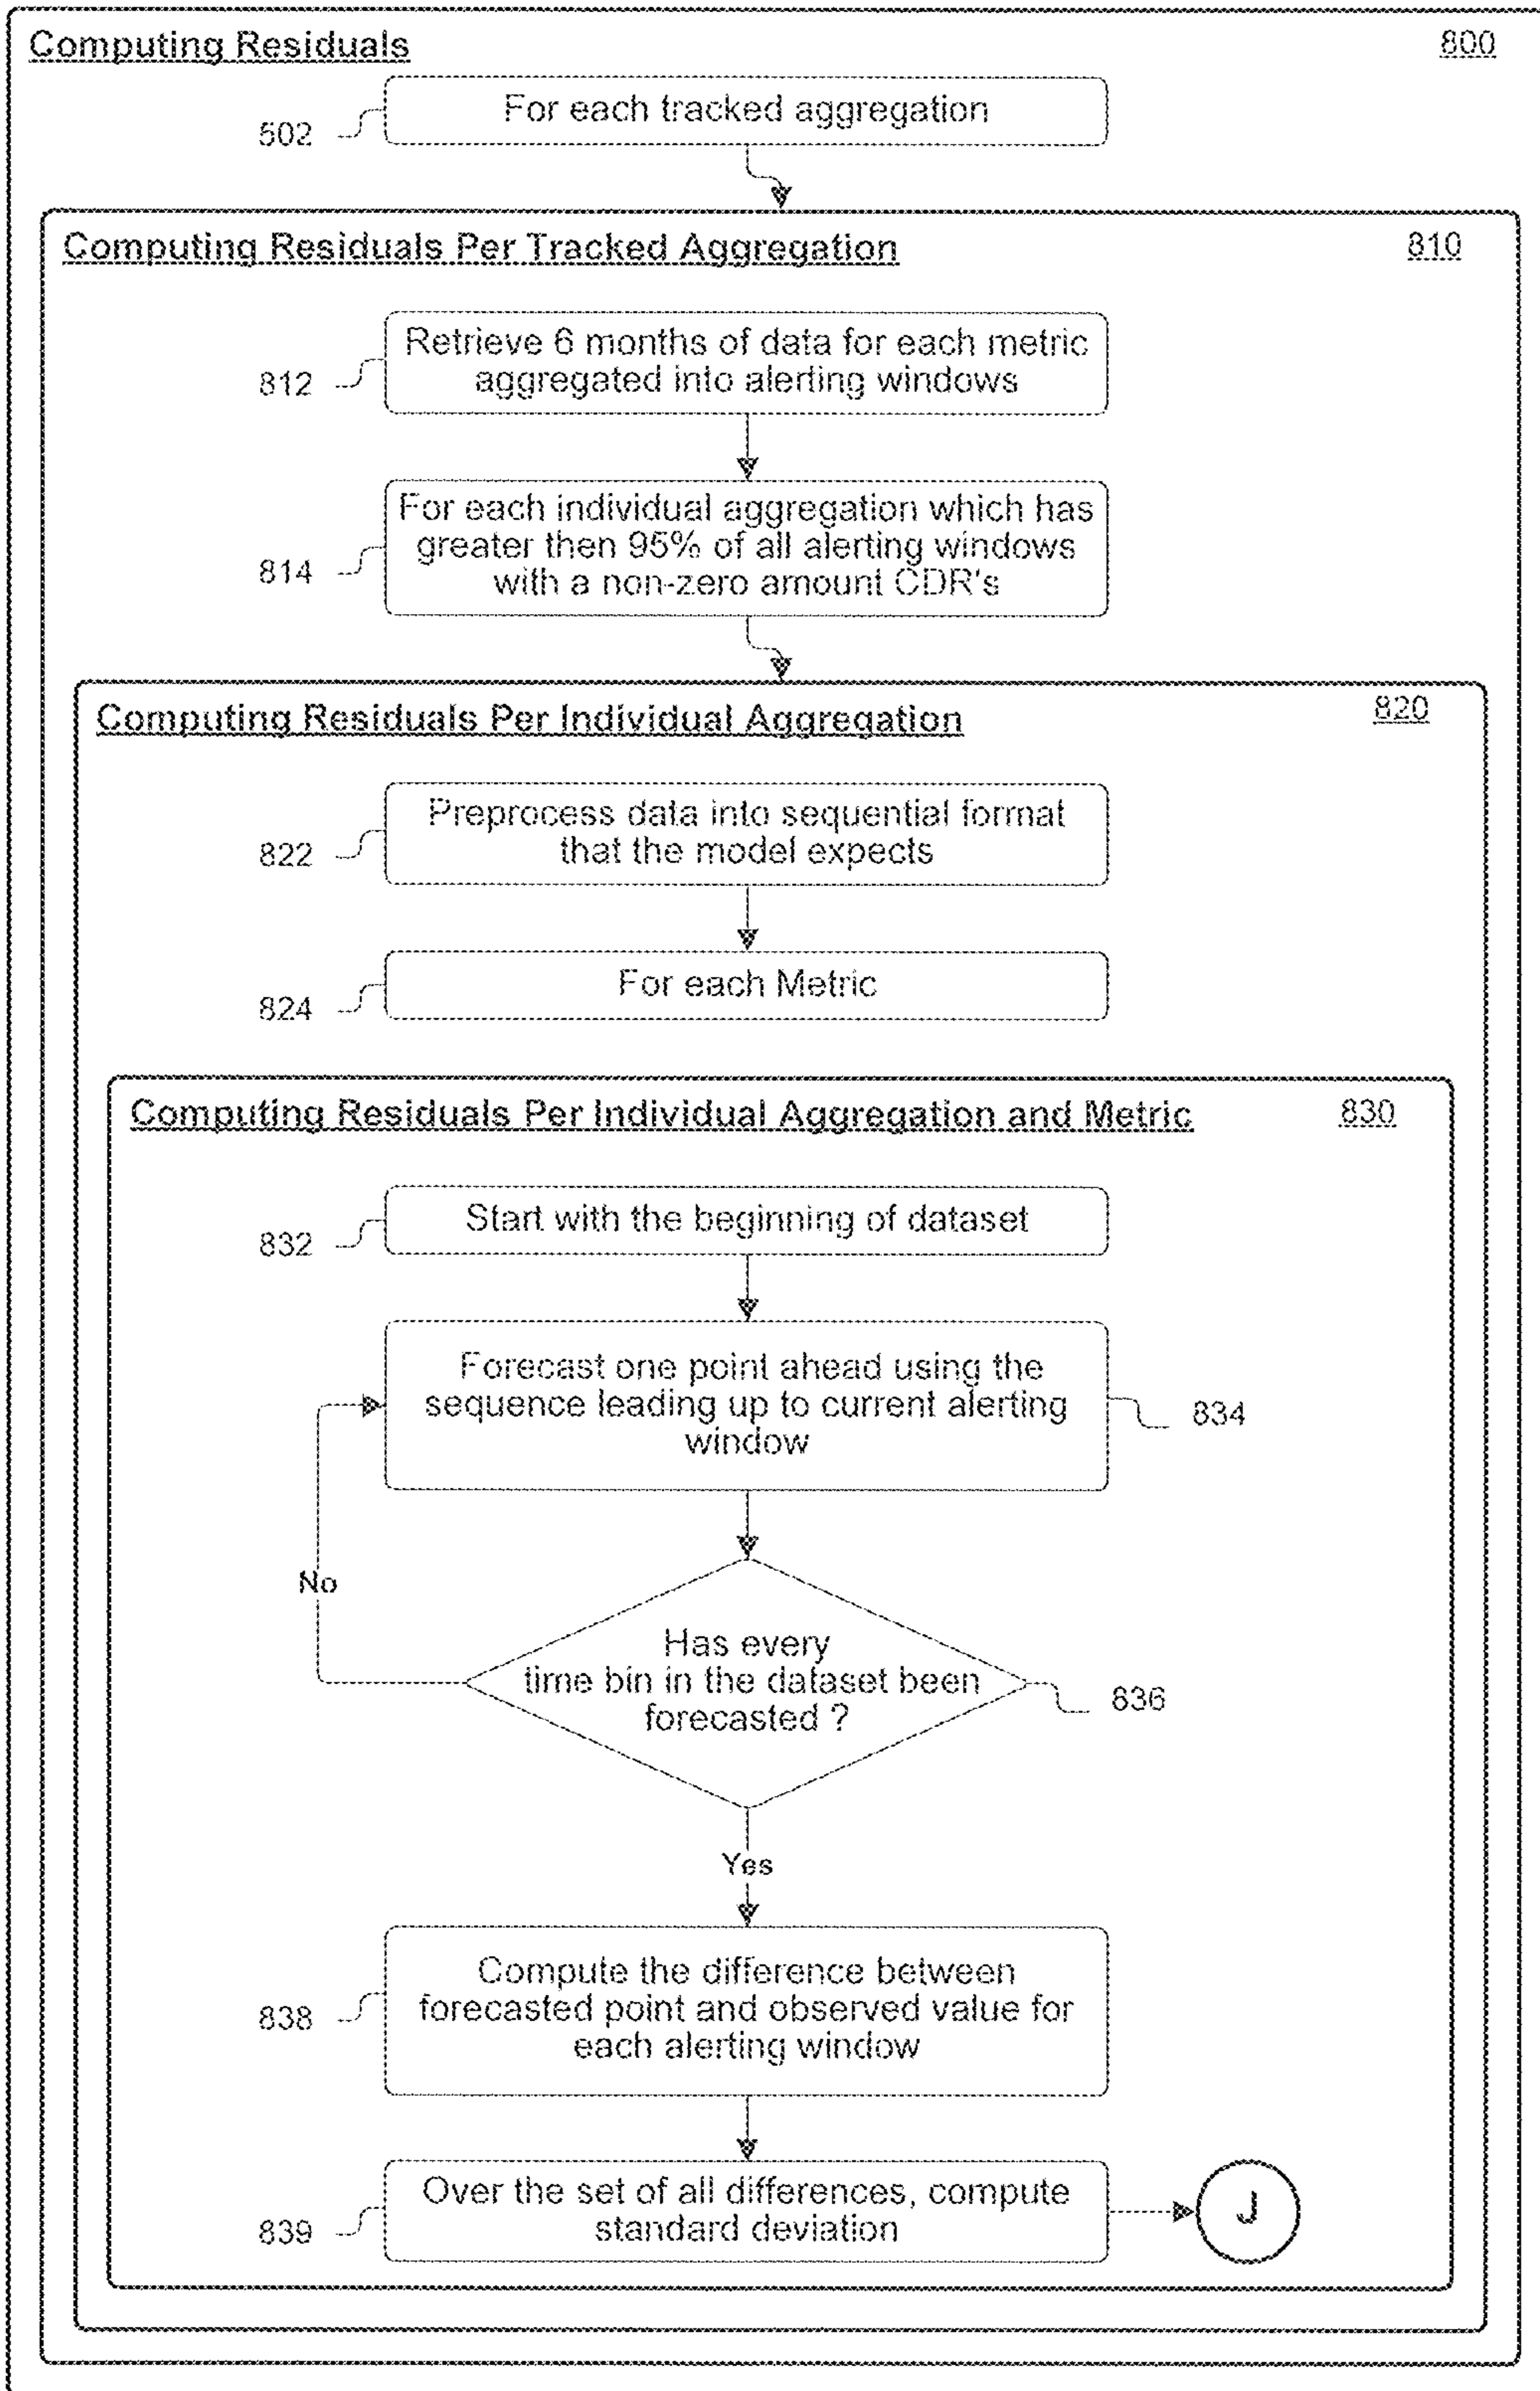 Computing Residuals
800
For each tracked aggregation
502
Computing Residuals Per Tracked Aggregation
810
Retrieve 6 months of data for each metric
aggregated into alerting windows
812
For each individual aggregation which has
greater then 95% of all alerting windows
with a non-zero amount CDR's
814
Computing Residuals Per Individual Aggregation
820
Preprocess data into sequential format
that the model expects
822
For each Metric
824
Computing Residuals Per Individual Aggregation and Metric
830
Start with the beginning of dataset
832
Forecast one point ahead using the
sequence leading up to current alerting
window
834
No
Has every
time bin in the dataset been
forecasted ?
836
Yes
Compute the difference between
forecasted point and observed value for
each alerting window
838
Over the set of all differences, compute
standard deviation
839
J